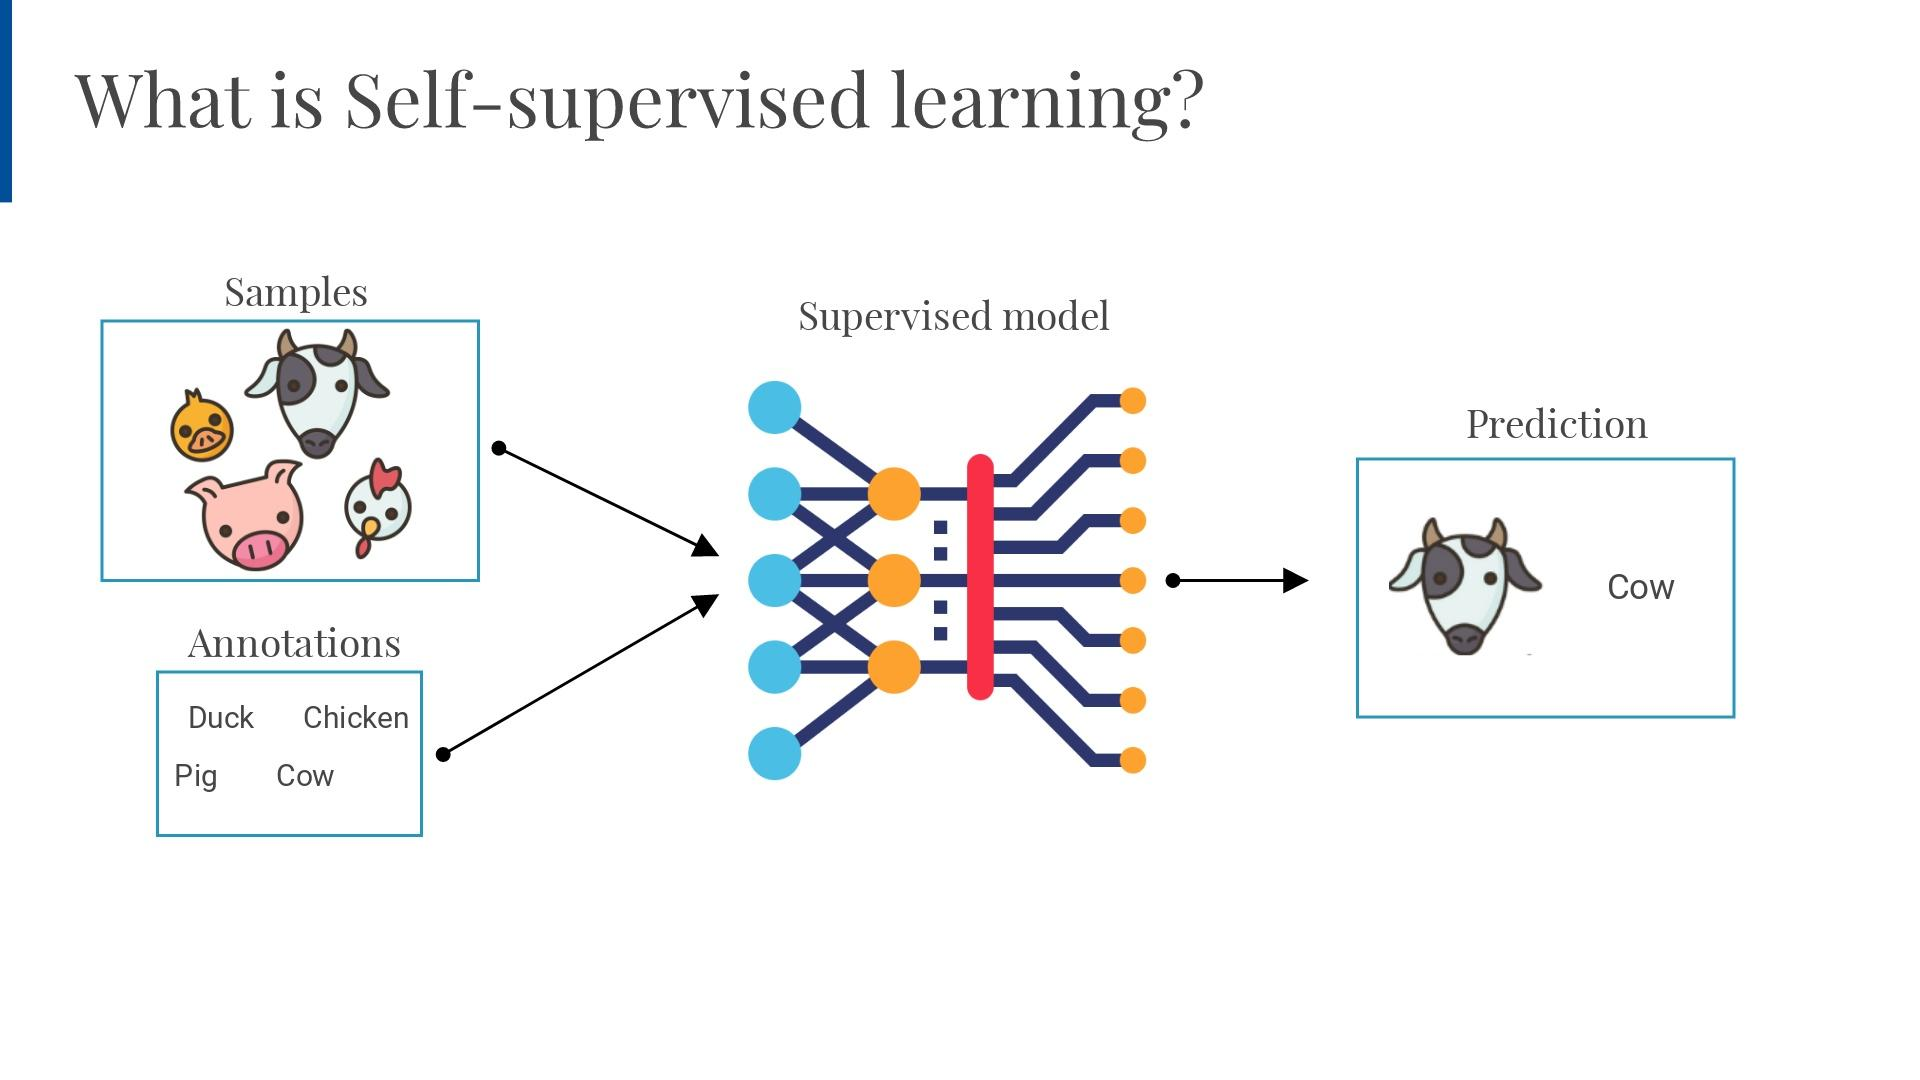 What is Self-supervised learning?
Samples
Annotations
Duck Chicken
Pig Cow
Supervised model
Prediction
Cow